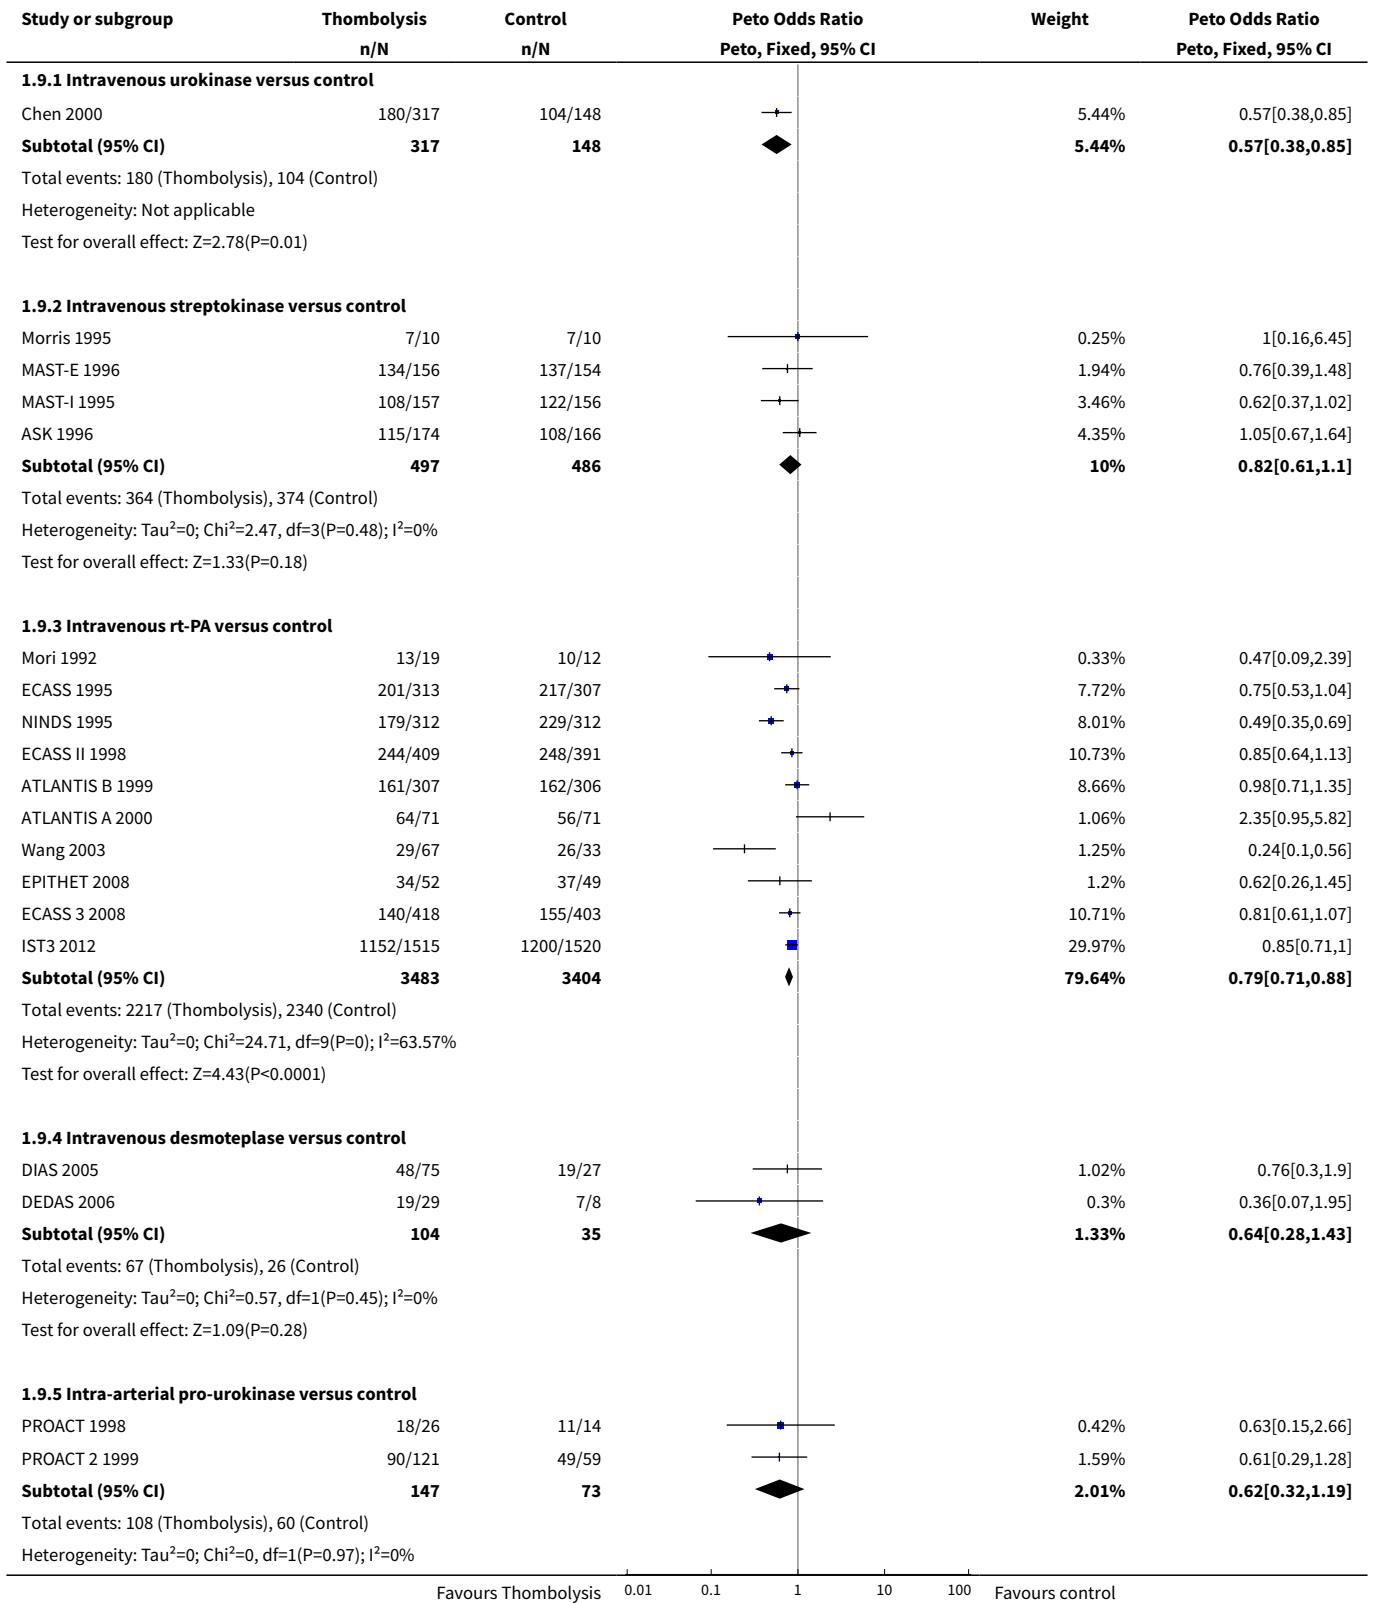 Study or subgroup Thombolysis Control Peto Odds Ratio Weight Peto Odds Ratio
n/N n/N Peto, Fixed, 95% CI Peto, Fixed, 95% CI
1.9.1 Intravenous urokinase versus control
Chen 2000 180/317 104/148 5.44% 0.57[0.38,0.85]
Subtotal (95% CI) 317 148 5.44% 0.57[0.38,0.85]
Total events: 180 (Thombolysis), 104 (Control)
Heterogeneity: Not applicable
Test for overall effect: Z=2.78(P=0.01)
1.9.2 Intravenous streptokinase versus control
Morris 1995 7/10 7/10 0.25% 1[0.16,6.45]
MAST-E 1996 134/156 137/154 1.94% 0.76[0.39,1.48]
MAST-I 1995 108/157 122/156 3.46% 0.62[0.37,1.02]
ASK 1996 115/174 108/166 4.35% 1.05[0.67,1.64]
Subtotal (95% CI) 497 486 10% 0.82[0.61,1.1]
Total events: 364 (Thombolysis), 374 (Control)
Heterogeneity: Tau²=0; Chi²=2.47, df=3(P=0.48); I²=0%
Test for overall effect: Z=1.33(P=0.18)
1.9.3 Intravenous rt-PA versus control
Mori 1992 13/19 10/12 0.33% 0.47[0.09,2.39]
ECASS 1995 201/313 217/307 7.72% 0.75[0.53,1.04]
NINDS 1995 179/312 229/312 8.01% 0.49[0.35,0.69]
ECASS II 1998 244/409 248/391 10.73% 0.85[0.64,1.13]
ATLANTIS B 1999 161/307 162/306 8.66% 0.98[0.71,1.35]
ATLANTIS A 2000 64/71 56/71 1.06% 2.35[0.95,5.82]
Wang 2003 29/67 26/33 1.25% 0.24[0.1,0.56]
EPITHET 2008 34/52 37/49 1.2% 0.62[0.26,1.45]
ECASS 3 2008 140/418 155/403 10.71% 0.81[0.61,1.07]
IST3 2012 1152/1515 1200/1520 29.97% 0.85[0.71,1]
Subtotal (95% CI) 3483 3404 79.64% 0.79[0.71,0.88]
Total events: 2217 (Thombolysis), 2340 (Control)
Heterogeneity: Tau²=0; Chi²=24.71, df=9(P=0); I²=63.57%
Test for overall effect: Z=4.43(P<0.0001)
1.9.4 Intravenous desmoteplase versus control
DIAS 2005 48/75 19/27 1.02% 0.76[0.3,1.9]
DEDAS 2006 19/29 7/8 0.3% 0.36[0.07,1.95]
Subtotal (95% CI) 104 35 1.33% 0.64[0.28,1.43]
Total events: 67 (Thombolysis), 26 (Control)
Heterogeneity: Tau²=0; Chi²=0.57, df=1(P=0.45); I²=0%
Test for overall effect: Z=1.09(P=0.28)
1.9.5 Intra-arterial pro-urokinase versus control
PROACT 1998 18/26 11/14 0.42% 0.63[0.15,2.66]
PROACT 2 1999 90/121 49/59 1.59% 0.61[0.29,1.28]
Subtotal (95% CI) 147 73 2.01% 0.62[0.32,1.19]
Total events: 108 (Thombolysis), 60 (Control)
Heterogeneity: Tau²=0; Chi²=0, df=1(P=0.97); I²=0%
Favours Thombolysis 0.01 0.1 1 10 100 Favours control